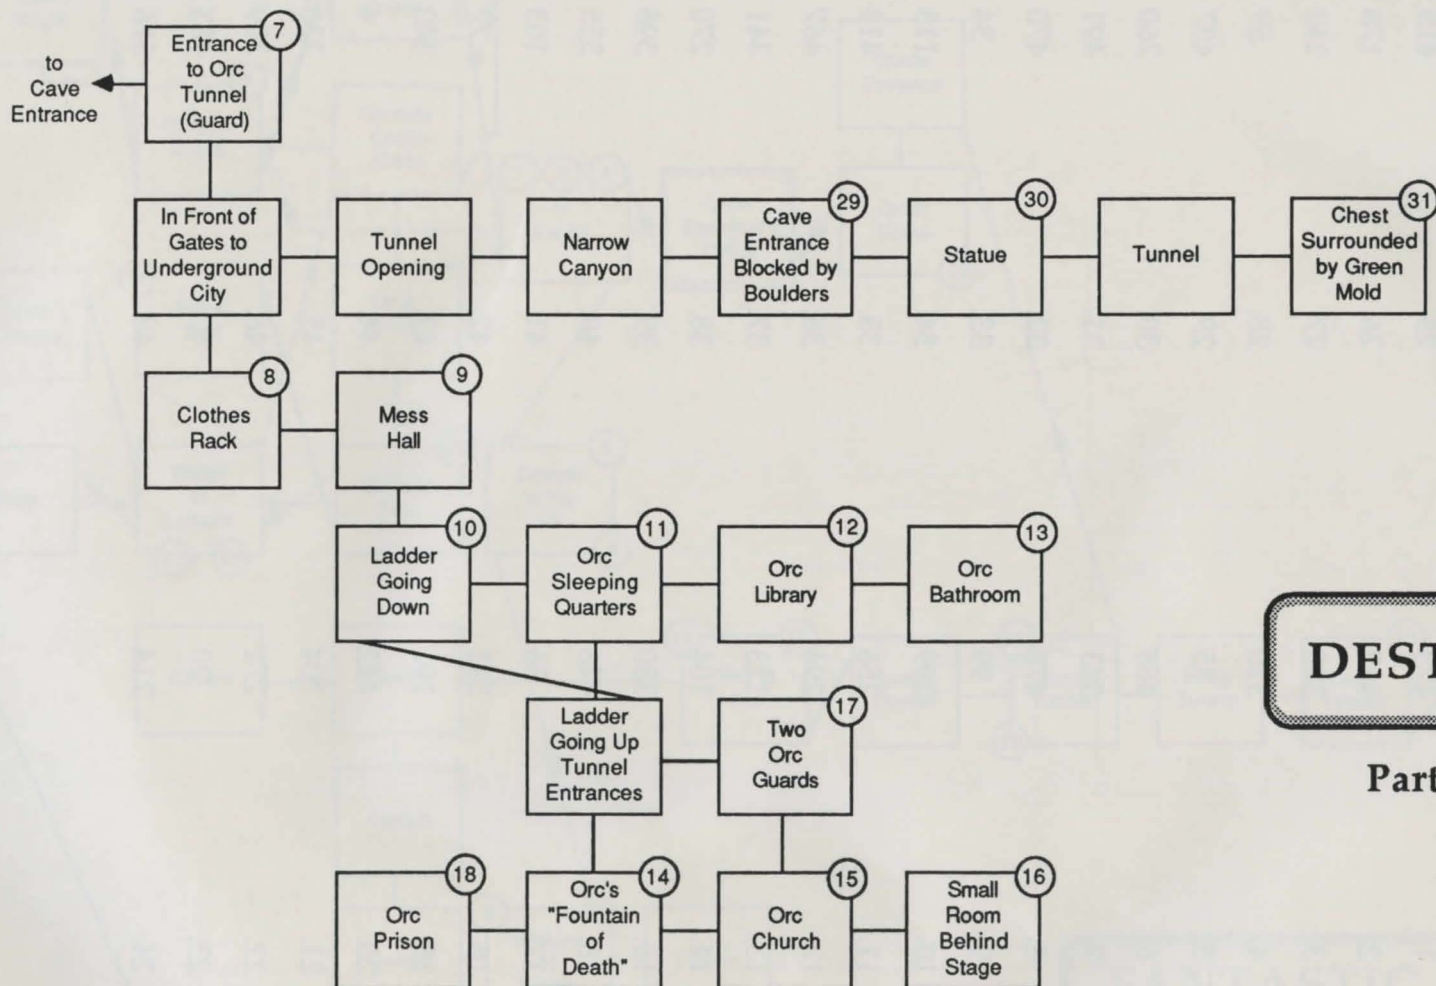 7
Entrance
to Orc
Tunnel
(Guard)
to
Cave
Entrance
In Front of
Gates to
Underground
City
Tunnel
Opening
Narrow
Canyon
29
Cave
Entrance
Blocked by
Boulders
30
Statue
Tunnel
31
Chest
Surrounded
by Green
Mold
8
Clothes
Rack
9
Mess
Hall
10
Ladder
Going
Down
11
Orc
Sleeping
Quarters
12
Orc
Library
13
Orc
Bathroom
DEST
Part
Ladder
Going Up
Tunnel
Entrances
17
Two
Orc
Guards
18
Orc
Prison
14
Orc's
"Fountain
of
Death"
15
Orc
Church
16
Small
Room
Behind
Stage